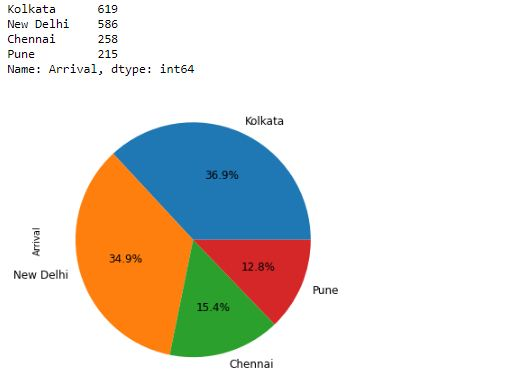 Kolkata 619
New Delhi 586
Chennai 258
Pune 215
Name: Arrival, dtype: int64
Kolkata
36.9%
Arrival
New Delhi
34.9%
12.8%
Pune
15.4%
Chennai